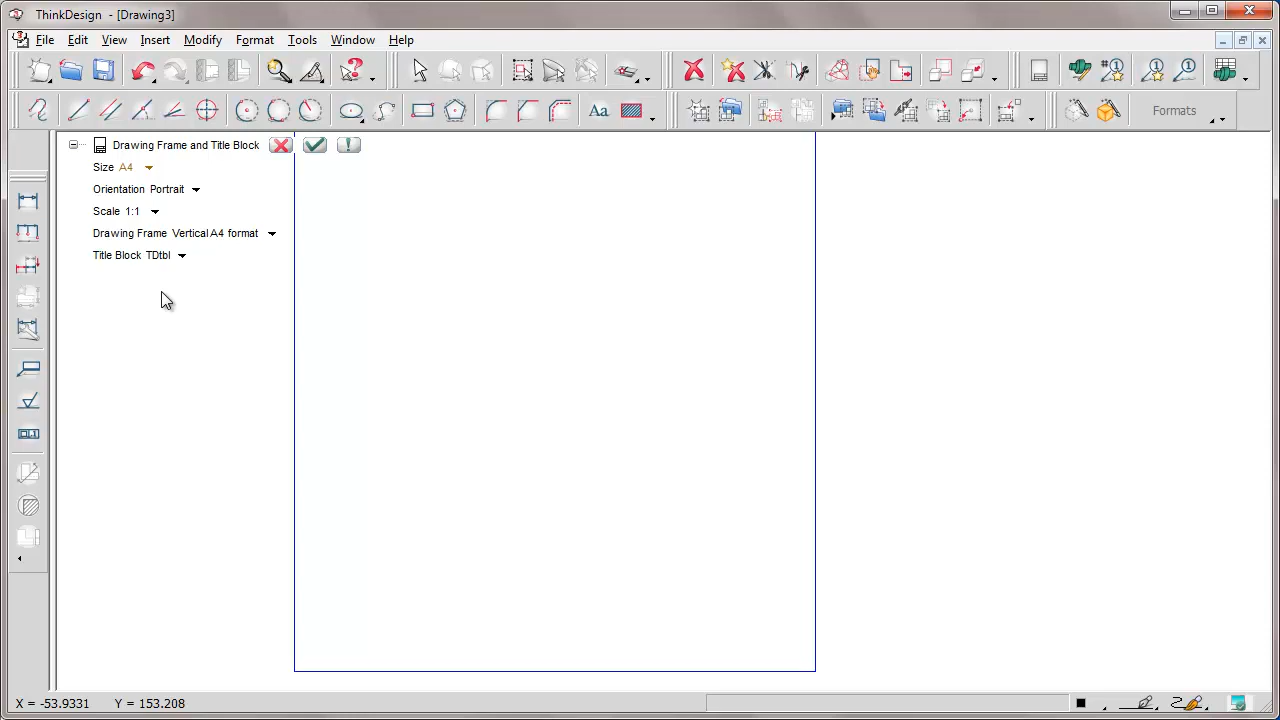 ThinkDesign - [Drawing3]
File Edit View Insert Modify Format Tools Window Help
Aa Formats
Drawing Frame and Title Block
Size A4
Orientation Portrait
Scale 1:1
Drawing Frame Vertical A4 format
Title Block TDtbl
X = -53.9331 Y = 153.208